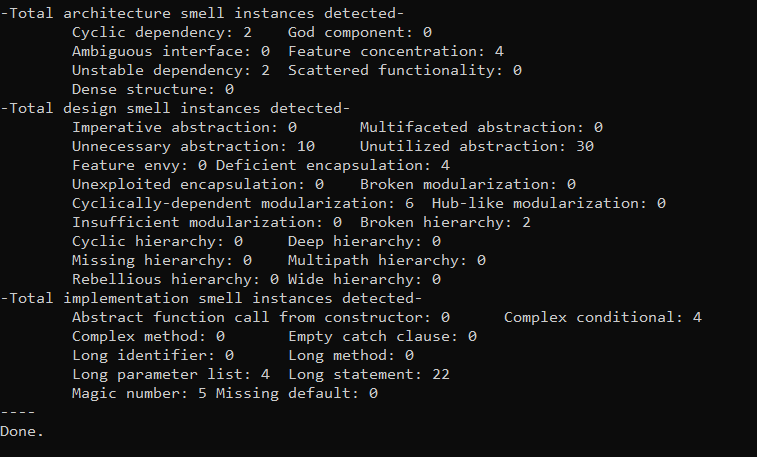 -Total architecture smell instances detected-
Cyclic dependency: 2    God component: 0
Ambiguous interface: 0  Feature concentration: 4
Unstable dependency: 2  Scattered functionality: 0
Dense structure: 0
-Total design smell instances detected-
Imperative abstraction: 0       Multifaceted abstraction: 0
Unnecessary abstraction: 10     Unutilized abstraction: 30
Feature envy: 0 Deficient encapsulation: 4
Unexploited encapsulation: 0    Broken modularization: 0
Cyclically-dependent modularization: 6  Hub-like modularization: 0
Insufficient modularization: 0  Broken hierarchy: 2
Cyclic hierarchy: 0     Deep hierarchy: 0
Missing hierarchy: 0    Multipath hierarchy: 0
Rebellious hierarchy: 0 Wide hierarchy: 0
-Total implementation smell instances detected-
Abstract function call from constructor: 0      Complex conditional: 4
Complex method: 0       Empty catch clause: 0
Long identifier: 0      Long method: 0
Long parameter list: 4  Long statement: 22
Magic number: 5 Missing default: 0
----
Done.